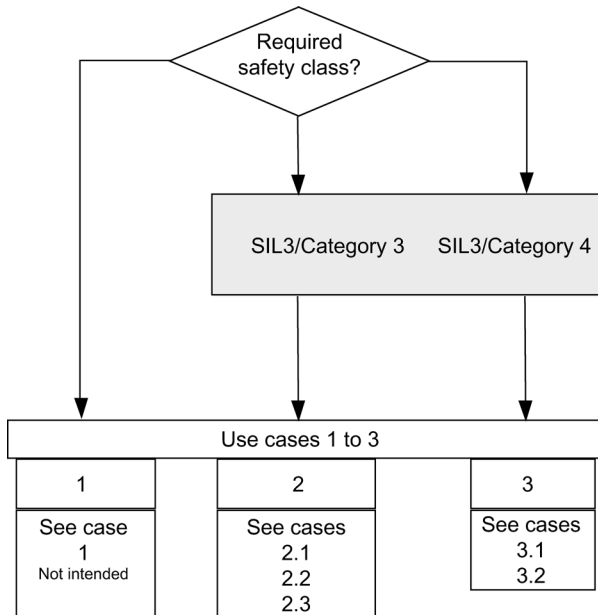 Required
safety class?
SIL3/Category 3 SIL3/Category 4
Use cases 1 to 3
1 2 3
See case
1
Not intended
See cases
2.1
2.2
2.3
See cases
3.1
3.2